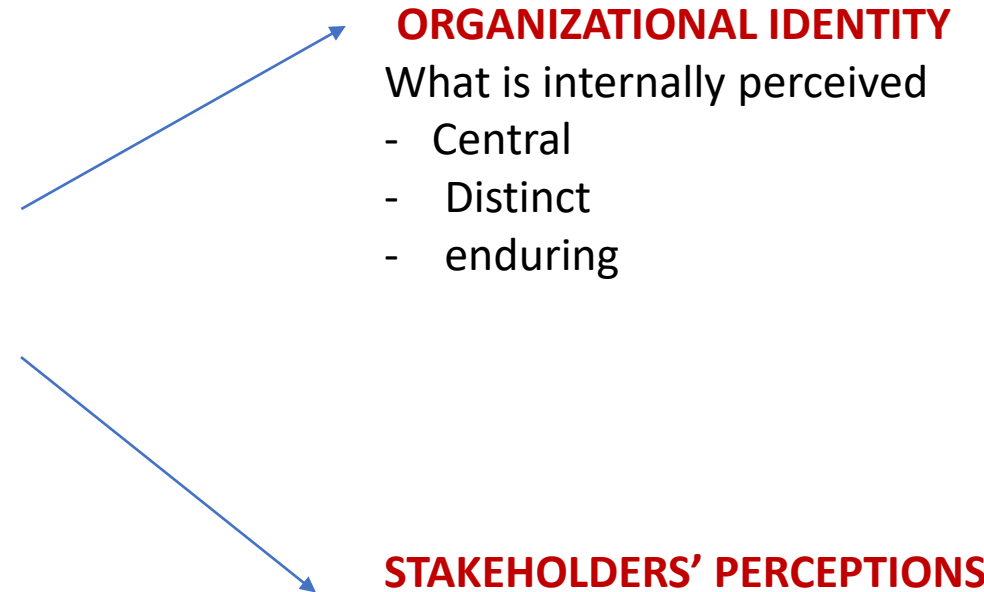 ORGANIZATIONAL IDENTITY
What is internally perceived
- Central
- Distinct
- enduring
STAKEHOLDERS’ PERCEPTIONS